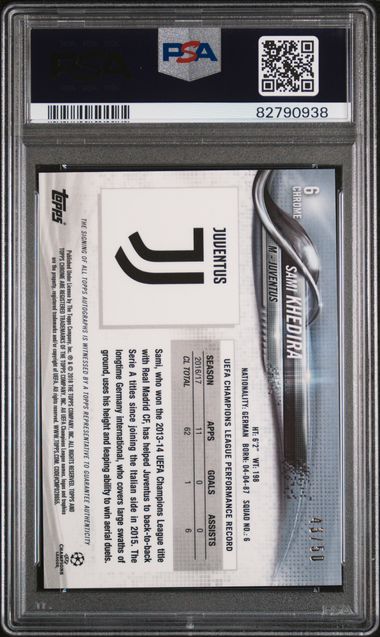 PSA
PSA
82790938
6
CHROME
SAMI KHEDIRA
M - JUVENTUS
HT: 6'2" WT: 198
NATIONALITY: GERMAN BORN: 04-04-87 SQUAD NO.: 6
UEFA CHAMPIONS LEAGUE PERFORMANCE RECORD
SEASON APPS GOALS ASSISTS
2016/17 11 0 0
CL TOTAL 62 1 6
Sami, who won the 2013-14 UEFA Champions League title
with Real Madrid CF, has helped Juventus to back-to-back
Serie A titles since joining the Italian side in 2015. The
longtime Germany international, who covers large swaths of
ground, uses his height and leaping ability to win aerial duels.
JUVENTUS
THE SIGNING OF ALL TOPPS AUTOGRAPHS IS WITNESSED BY A TOPPS REPRESENTATIVE TO GUARANTEE AUTHENTICITY
topps
UEFA
CHAMPIONS
LEAGUE